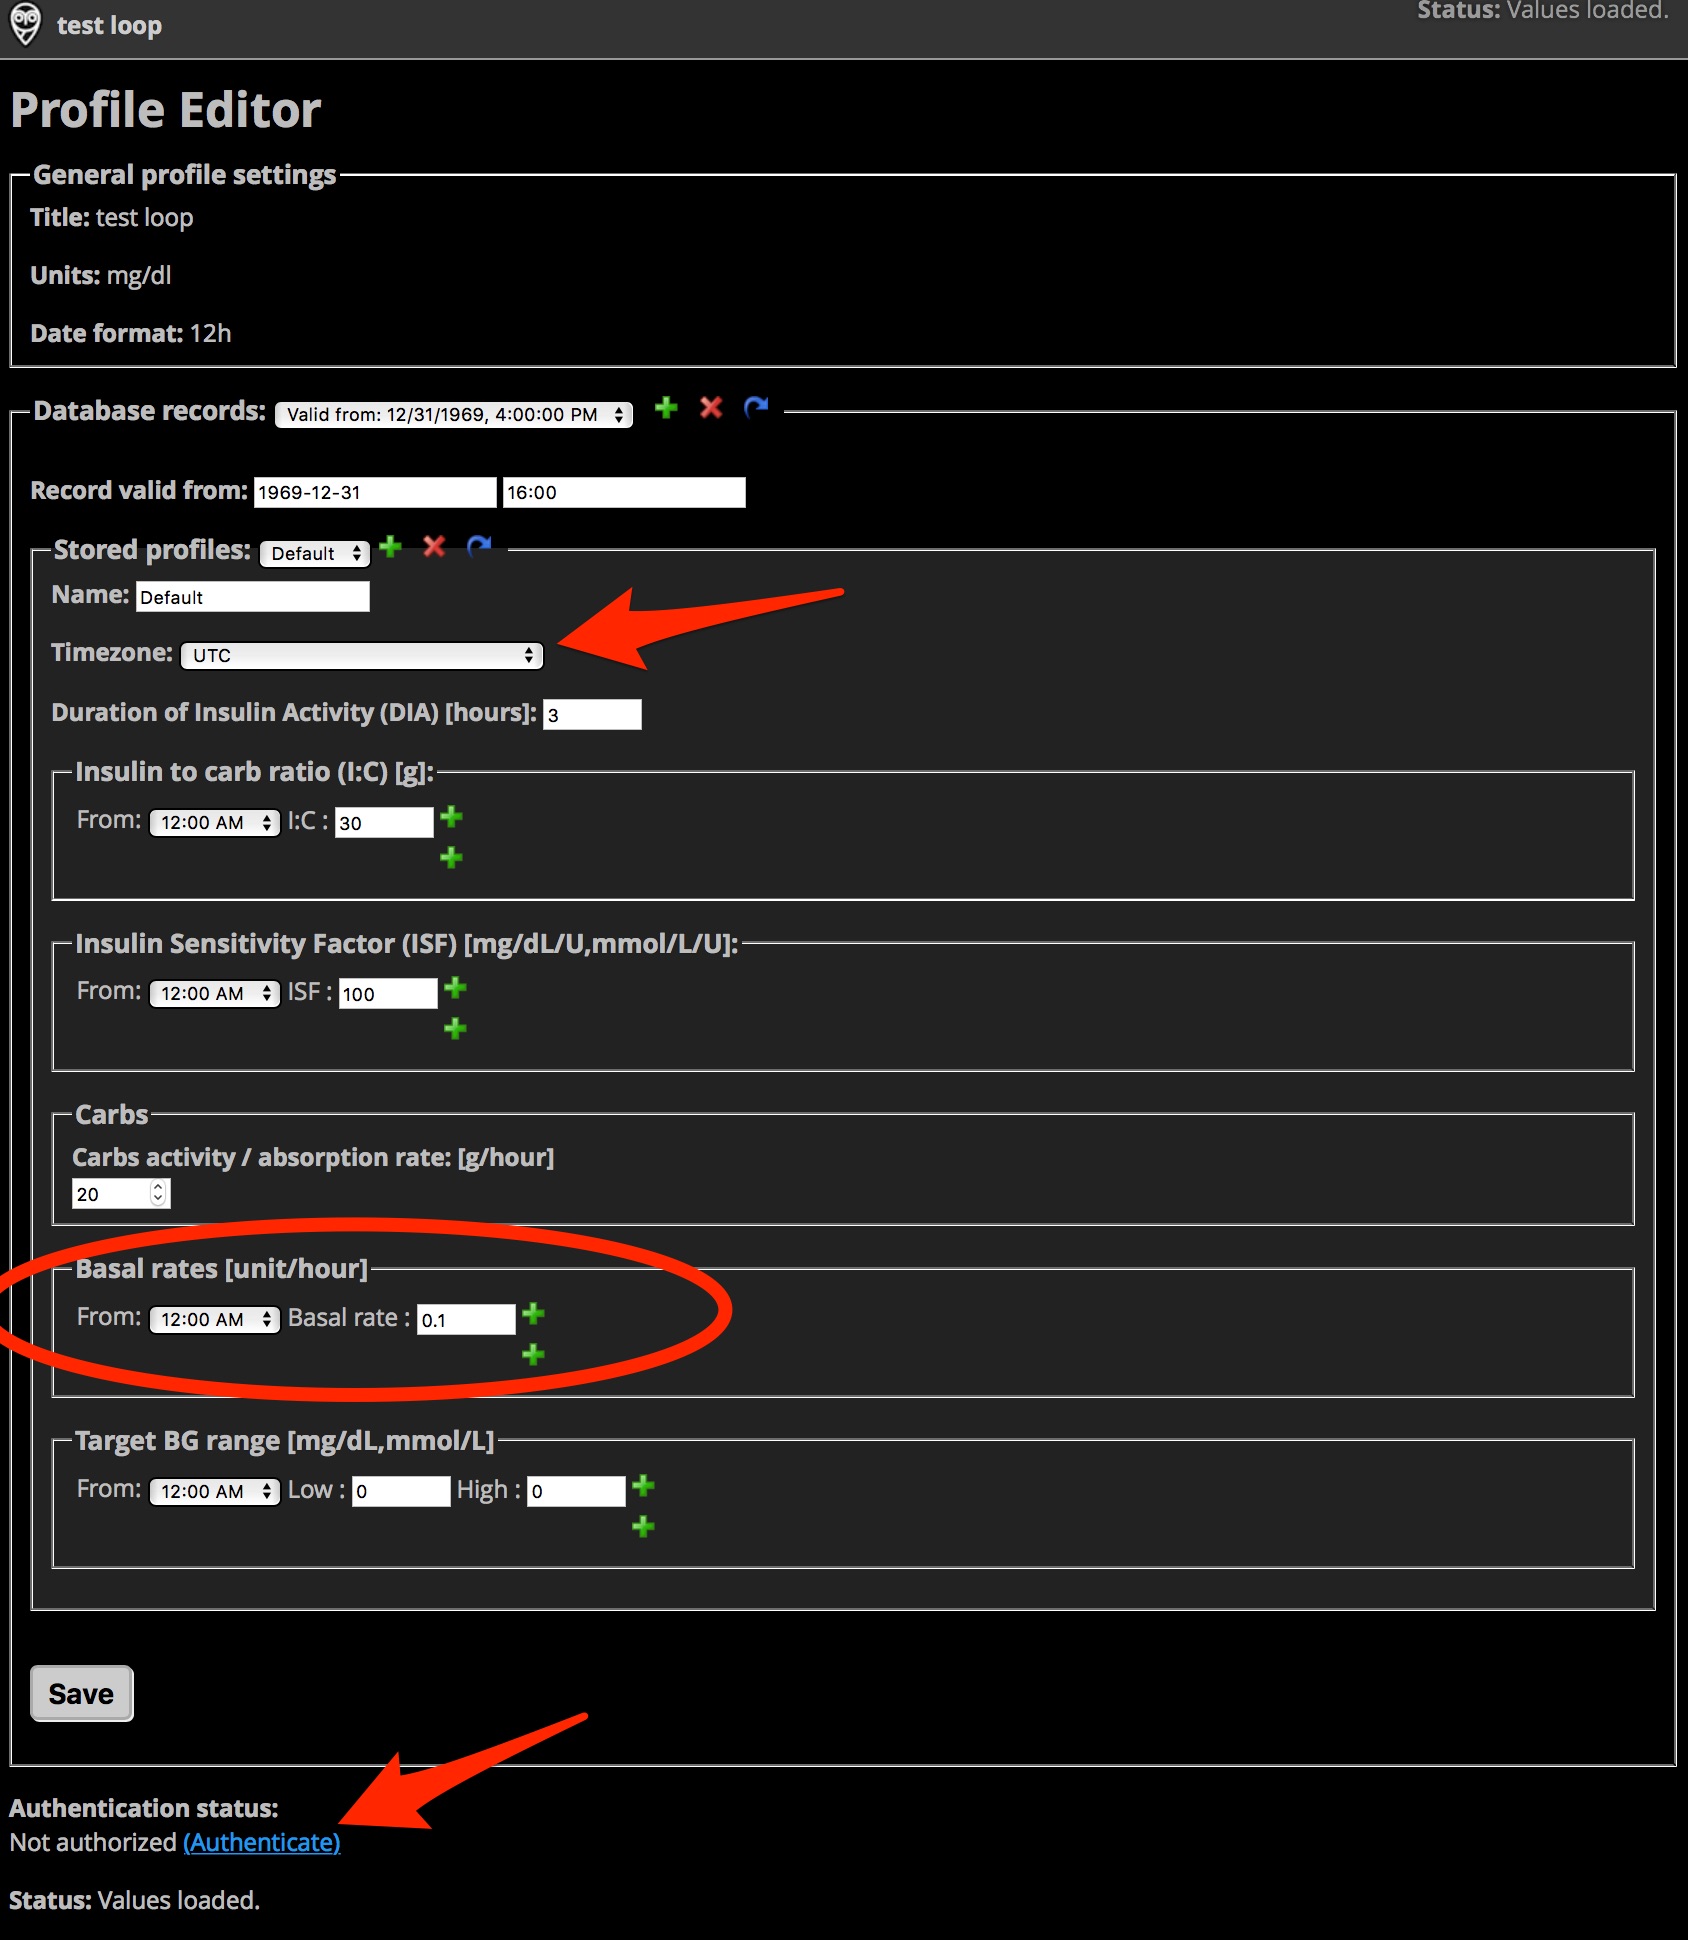 test loop
Status: Values loaded.
Profile Editor
General profile settings
Title: test loop
Units: mg/dl
Date format: 12h
Database records: Valid from: 12/31/1969, 4:00:00 PM
Record valid from: 1969-12-31 16:00
Stored profiles: Default
Name: Default
Timezone: UTC
Duration of Insulin Activity (DIA) [hours]: 3
Insulin to carb ratio (I:C) [g]:
From: 12:00 AM I:C : 30
Insulin Sensitivity Factor (ISF) [mg/dL/U,mmol/L/U]:
From: 12:00 AM ISF : 100
Carbs
Carbs activity / absorption rate: [g/hour]
20
Basal rates [unit/hour]
From: 12:00 AM Basal rate : 0.1
Target BG range [mg/dL,mmol/L]
From: 12:00 AM Low : 0 High : 0
Save
Authentication status:
Not authorized (Authenticate)
Status: Values loaded.